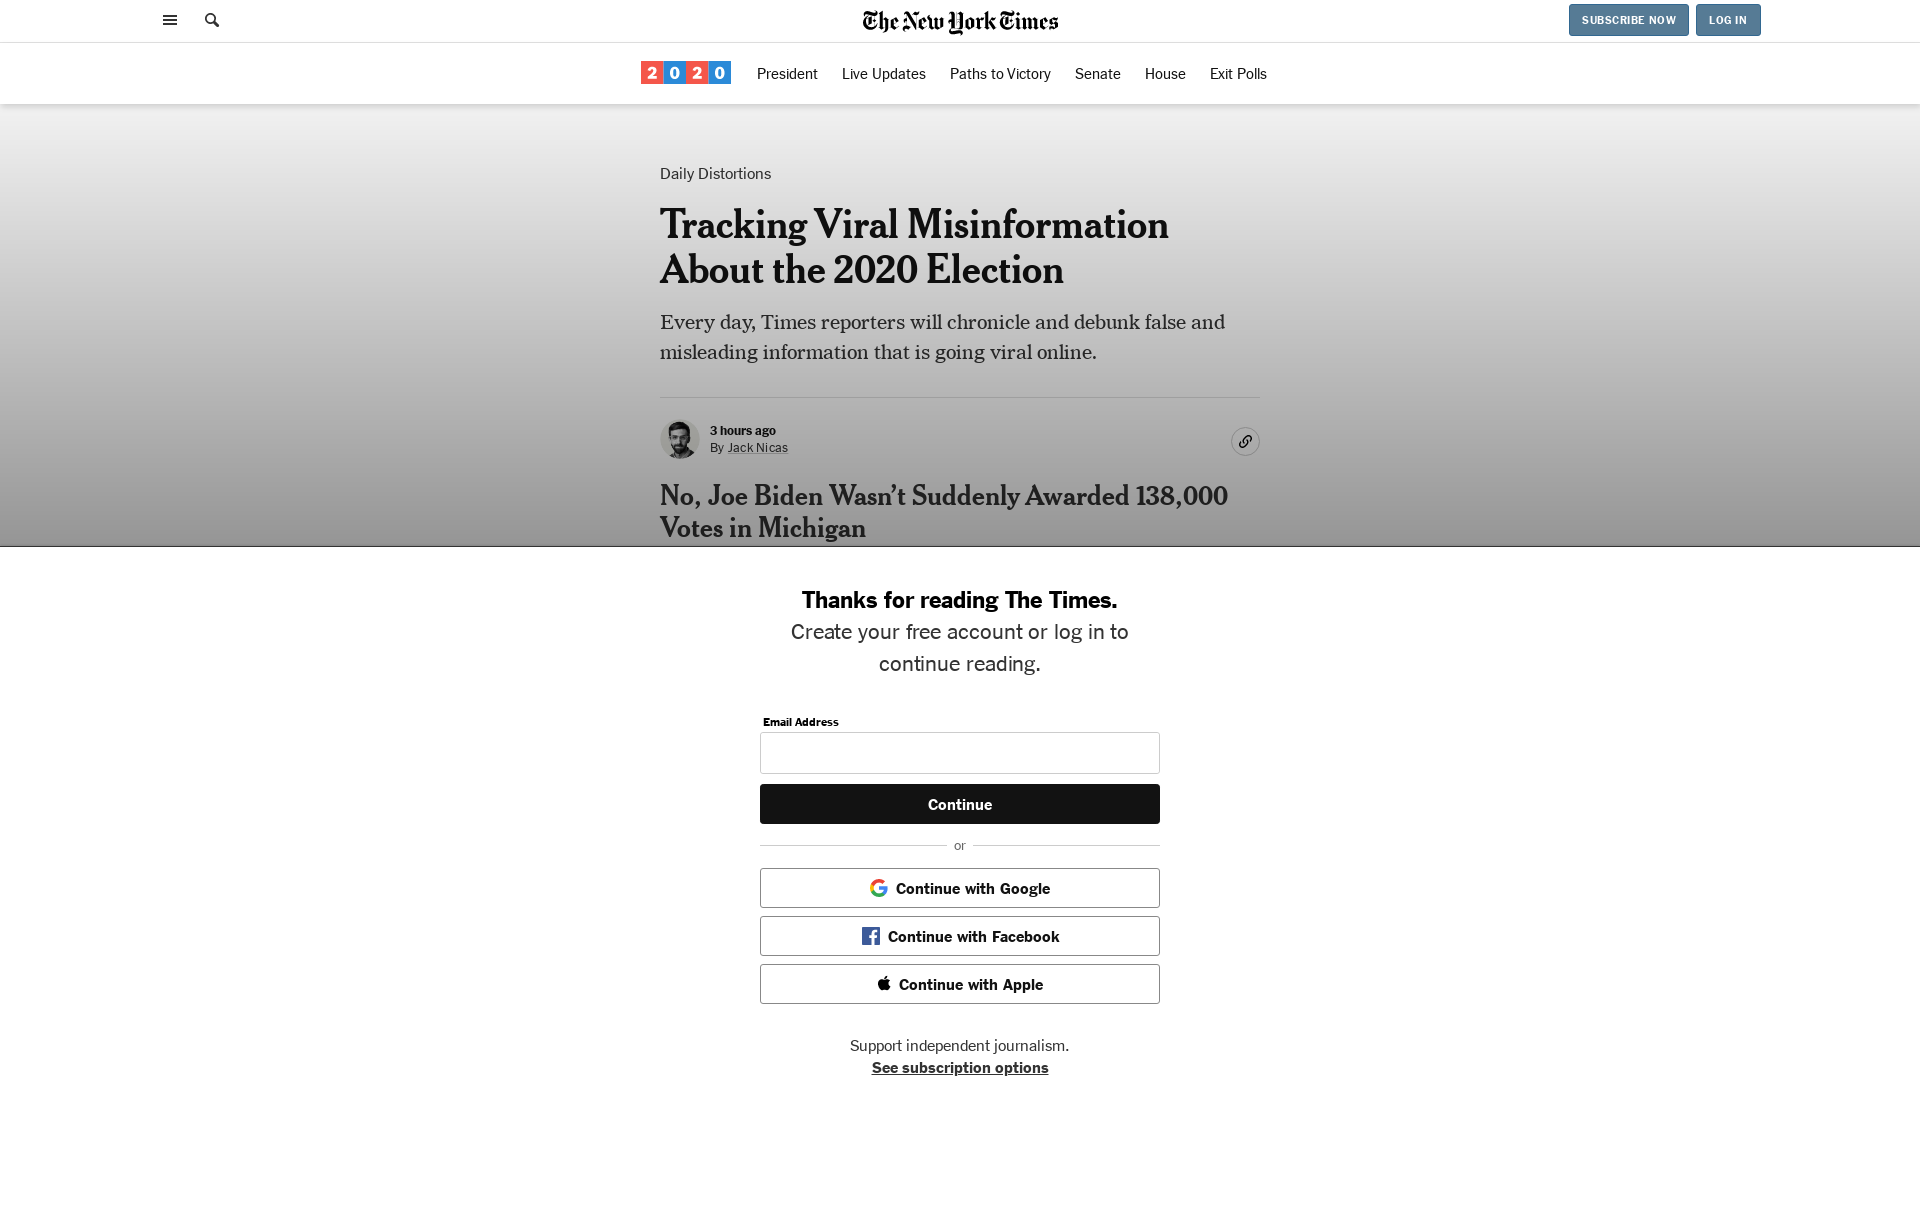 The New York Times
SUBSCRIBE NOW
LOG IN
2020
President
Live Updates
Paths to Victory
Senate
House
Exit Polls
Daily Distortions
Tracking Viral Misinformation
About the 2020 Election
Every day, Times reporters will chronicle and debunk false and
misleading information that is going viral online.
3 hours ago
By Jack Nicas
No, Joe Biden Wasn’t Suddenly Awarded 138,000
Votes in Michigan
Thanks for reading The Times.
Create your free account or log in to
continue reading.
Email Address
Continue
or
Continue with Google
Continue with Facebook
Continue with Apple
Support independent journalism.
See subscription options